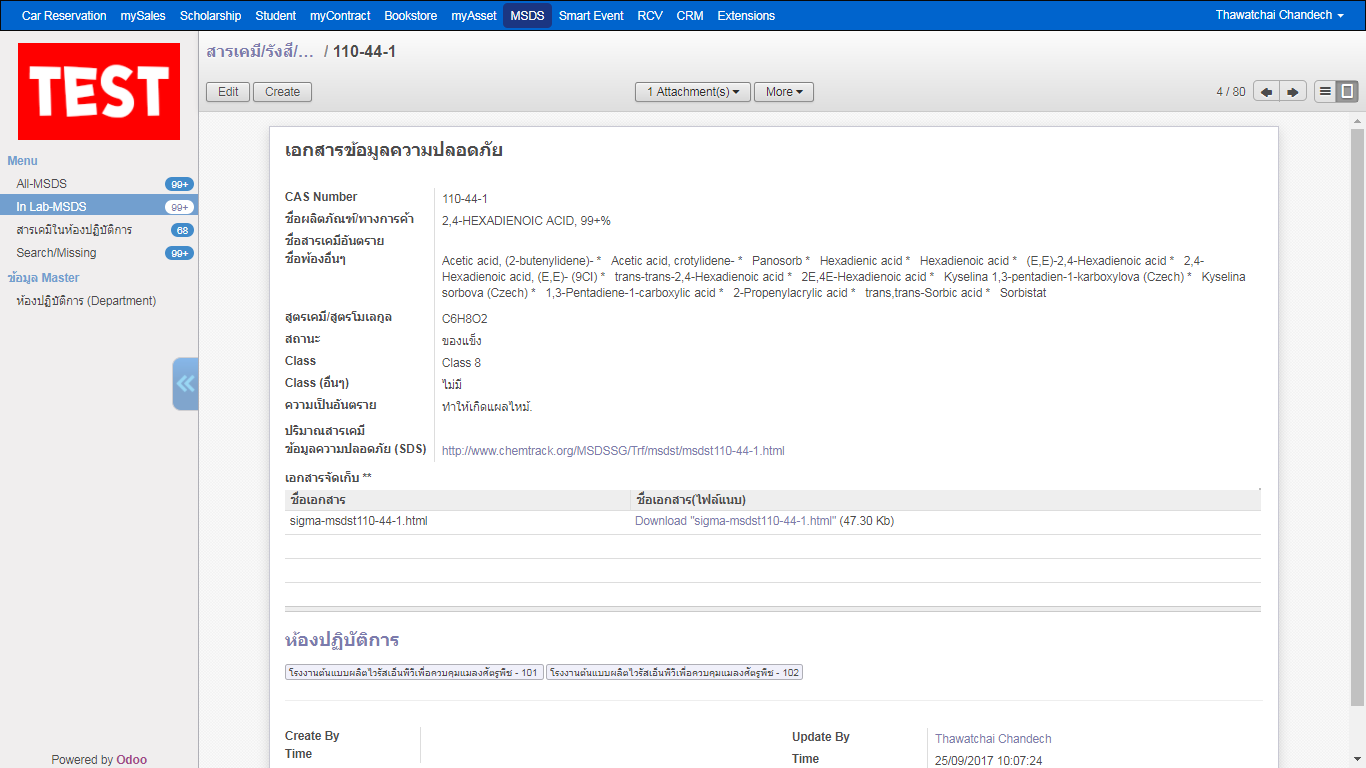 Car Reservation mySales Scholarship Student myContract Bookstore myAsset MSDS Smart Event RCV CRM Extensions Thawatchai Chandech
TEST
สารเคมี/รังสี/... / 110-44-1
Edit Create 1 Attachment(s) More 4 / 80
Menu
All-MSDS 99+
In Lab-MSDS 99+
สารเคมีในห้องปฏิบัติการ 68
Search/Missing 99+
ข้อมูล Master
ห้องปฏิบัติการ (Department)
Powered by Odoo
เอกสารข้อมูลความปลอดภัย
CAS Number 110-44-1
ชื่อผลิตภัณฑ์ทางการค้า 2,4-HEXADIENOIC ACID, 99+%
ชื่อสารเคมีอันตราย
ชื่อพ้องอื่นๆ Acetic acid, (2-butenylidene)- * Acetic acid, crotylidene- * Panosorb * Hexadienic acid * Hexadienoic acid * (E,E)-2,4-Hexadienoic acid * 2,4-
Hexadienoic acid, (E,E)- (9CI) * trans-trans-2,4-Hexadienoic acid * 2E,4E-Hexadienoic acid * Kyselina 1,3-pentadien-1-karboxylova (Czech) * Kyselina
sorbova (Czech) * 1,3-Pentadiene-1-carboxylic acid * 2-Propenylacrylic acid * trans,trans-Sorbic acid * Sorbistat
สูตรเคมี/สูตรโมเลกูล C6H8O2
สถานะ ของแข็ง
Class Class 8
Class (อื่นๆ) ไม่มี
ความเป็นอันตราย ทำให้เกิดแผลไหม้.
ปริมาณสารเคมี
ข้อมูลความปลอดภัย (SDS) http://www.chemtrack.org/MSDSSG/Trf/msdst/msdst110-44-1.html
เอกสารจัดเก็บ **
ชื่อเอกสาร ชื่อเอกสาร(ไฟล์แนบ)
sigma-msdst110-44-1.html Download "sigma-msdst110-44-1.html" (47.30 Kb)
ห้องปฏิบัติการ
โรงงานต้นแบบผลิตไวรัสเอ็นพีวีเพื่อควบคุมแมลงศัตรูพืช - 101 โรงงานต้นแบบผลิตไวรัสเอ็นพีวีเพื่อควบคุมแมลงศัตรูพืช - 102
Create By Update By Thawatchai Chandech
Time Time 25/09/2017 10:07:24